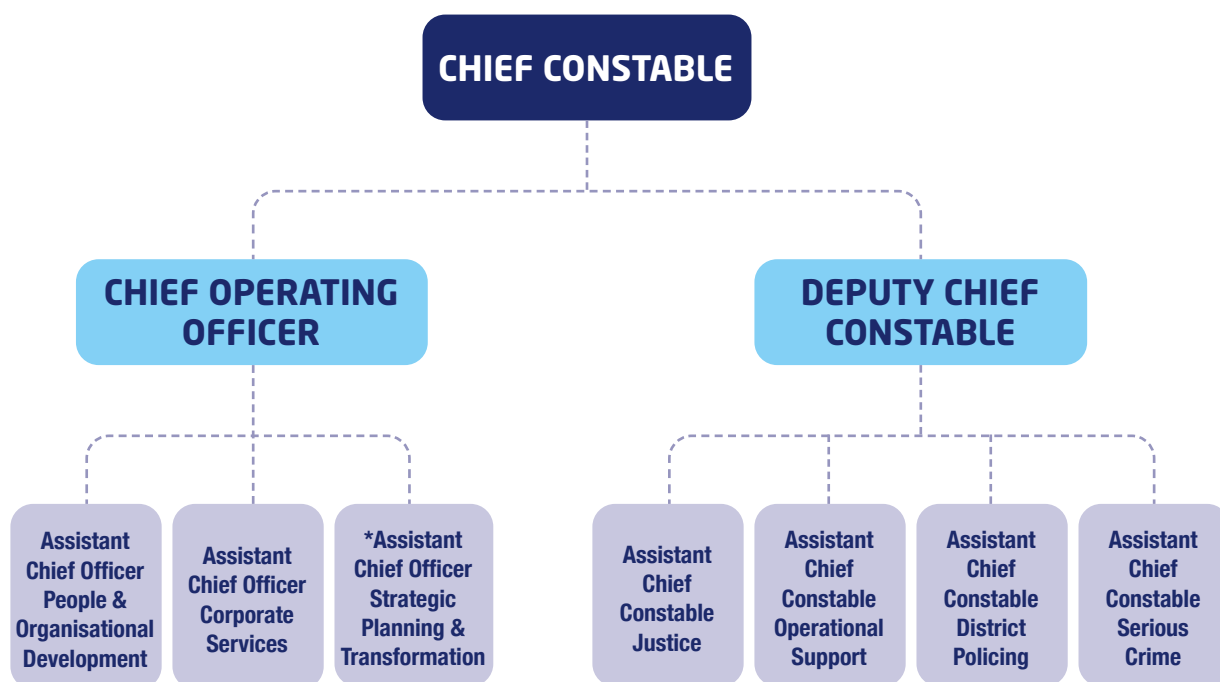 CHIEF CONSTABLE
CHIEF OPERATING
OFFICER
DEPUTY CHIEF
CONSTABLE
Assistant
Chief Officer
People &
Organisational
Development
Assistant
Chief Officer
Corporate
Services
*Assistant
Chief Officer
Strategic
Planning &
Transformation
Assistant
Chief
Constable
Justice
Assistant
Chief
Constable
Operational
Support
Assistant
Chief
Constable
District
Policing
Assistant
Chief
Constable
Serious
Crime